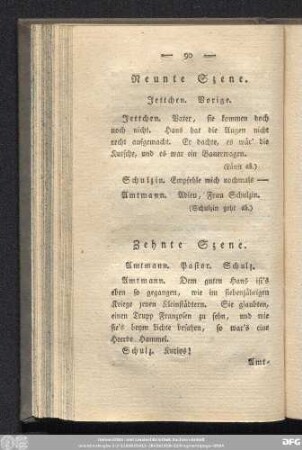 — 90 —
Neunte Szene.
Jettchen. Vorige.
Jettchen. Vater, sie kommen doch
noch nicht. Hans hat die Augen nicht
recht aufgemacht. Er dachte, es wär' die
Kutsche, und es war ein Bauerwagen.
(läuft ab.)
Schulzin. Empfehle mich nochmals —
Amtmann. Adieu, Frau Schulzin.
(Schulzin geht ab.)
Zehnte Szene.
Amtmann. Pastor. Schulz.
Amtmann. Dem guten Hans ist's
eben so gegangen, wie im siebenjährigen
Kriege jenen Kleinstädtern. Sie glaubten,
einen Trupp Franzosen zu sehn, und wie
sie's beym Lichte besahen, so war's eine
Heerde Hammel.
Schulz. Kurios!
Amt-
DFG